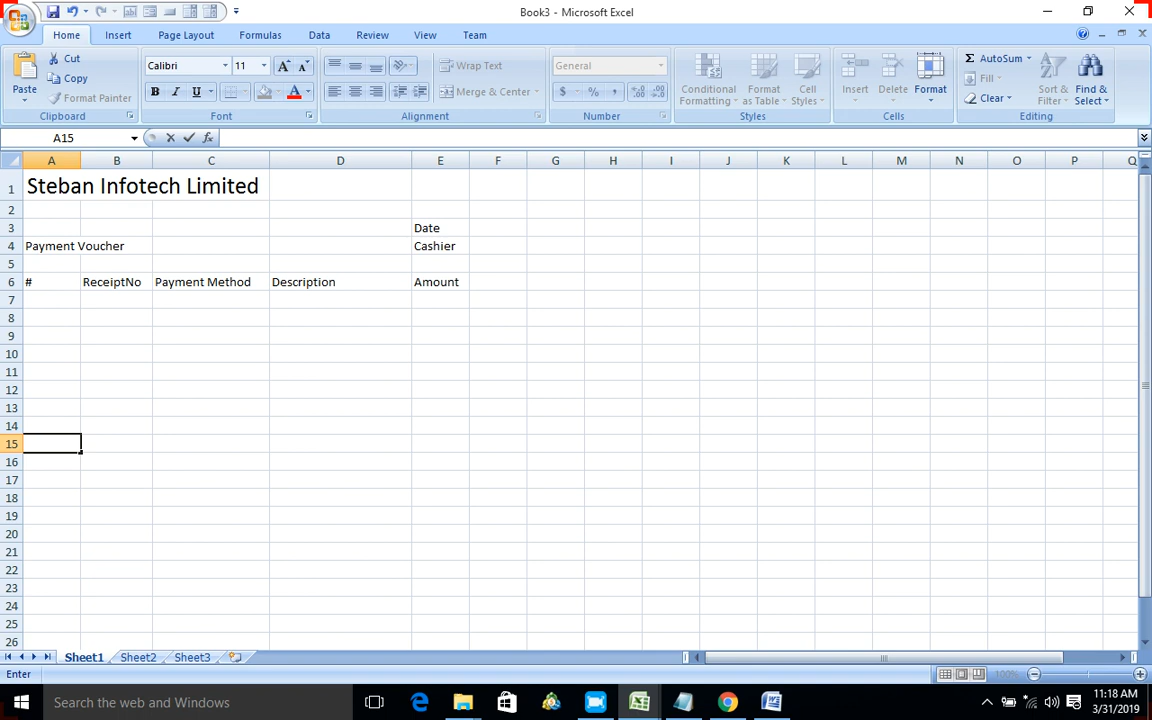 Book3 - Microsoft Excel
Home Insert Page Layout Formulas Data Review View Team
Cut
Copy
Format Painter
Paste
Clipboard
Calibri 11
B I U
Font
Wrap Text
Merge & Center
Alignment
General
$ % ,
Number
Conditional Formatting
Format as Table
Cell Styles
Styles
Insert Delete Format
Cells
Σ AutoSum
Fill
Clear
Sort & Filter
Find & Select
Editing
A15 fx
A B C D E F G H I J K L M N O P Q
1 Steban Infotech Limited
2
3 Date
4 Payment Voucher Cashier
5
6 # ReceiptNo Payment Method Description Amount
7
8
9
10
11
12
13
14
15
16
17
18
19
20
21
22
23
24
25
26
Sheet1 Sheet2 Sheet3
Enter 100%
Search the web and Windows
11:18 AM
3/31/2019